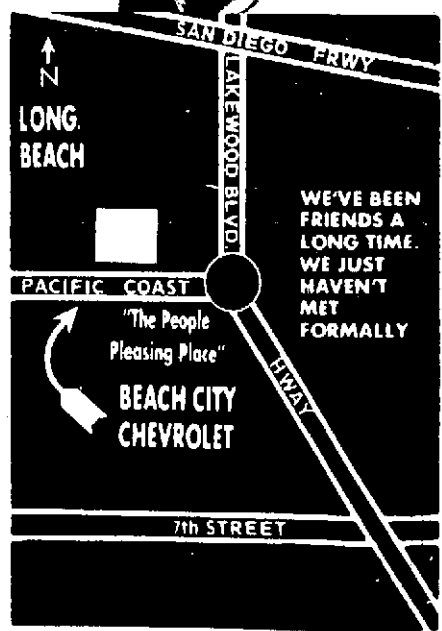 SAN DIEGO FRWY
N
LONG
BEACH
LAKEWOOD BLVD.
WE'VE BEEN
FRIENDS A
LONG TIME.
WE JUST
HAVEN'T
MET
FORMALLY
PACIFIC COAST
"The People
Pleasing Place"
HWAY
BEACH CITY
CHEVROLET
7th STREET